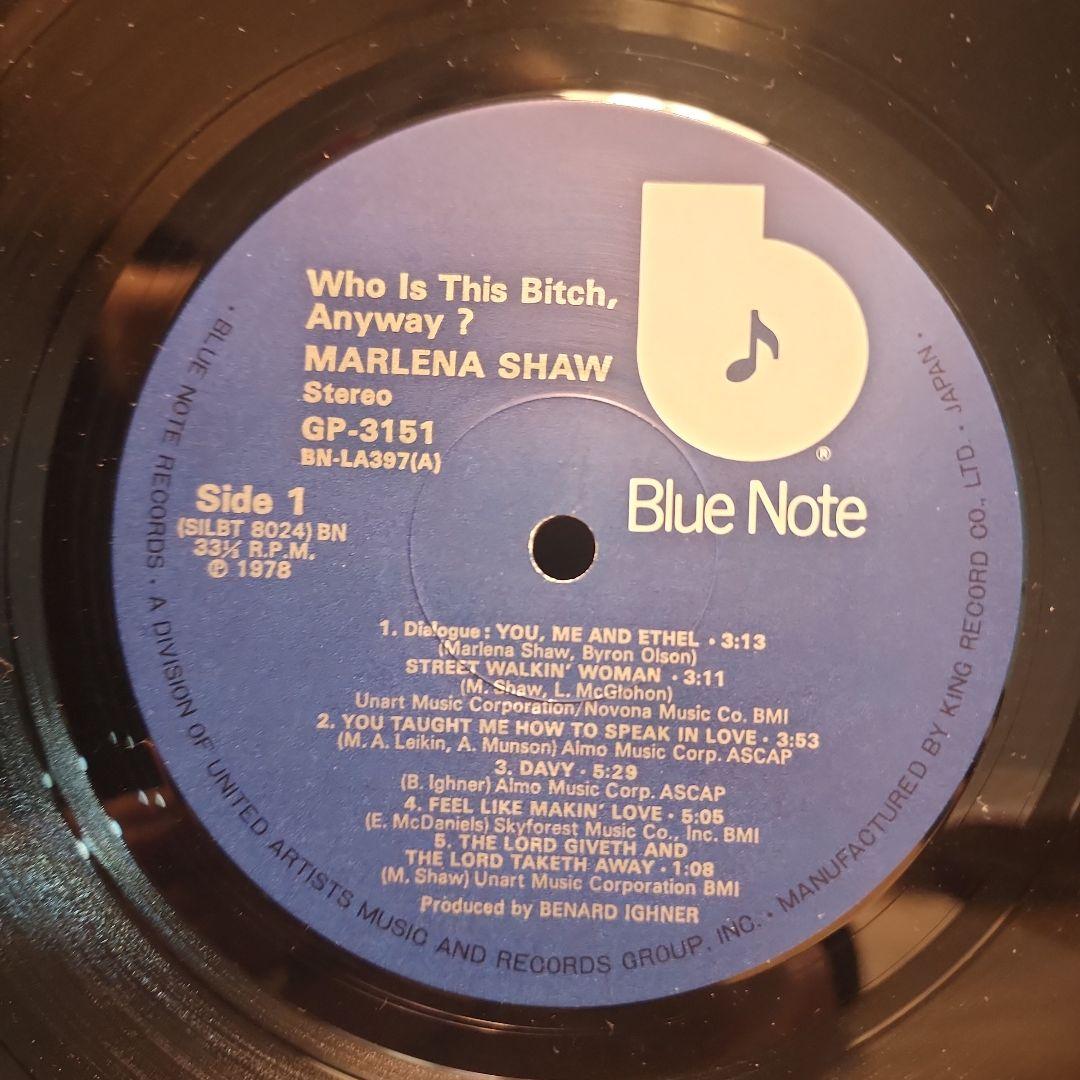 Who Is This Bitch,
Anyway ?
MARLENA SHAW
Stereo
GP-3151
BN-LA397(A)
Side 1
(SILBT 8024) BN
33⅓ R.P.M.
℗ 1978
®
Blue Note
1. Dialogue: YOU, ME AND ETHEL · 3:13
(Marlena Shaw, Byron Olson)
STREET WALKIN' WOMAN · 3:11
(M. Shaw, L. McGlohon)
Unart Music Corporation/Novona Music Co. BMI
2. YOU TAUGHT ME HOW TO SPEAK IN LOVE · 3:53
(M. A. Leikin, A. Munson) Almo Music Corp. ASCAP
3. DAVY · 5:29
(B. Ighner) Almo Music Corp. ASCAP
4. FEEL LIKE MAKIN' LOVE · 5:05
(E. McDaniels) Skyforest Music Co., Inc. BMI
5. THE LORD GIVETH AND
THE LORD TAKETH AWAY · 1:08
(M. Shaw) Unart Music Corporation BMI
Produced by BENARD IGHNER
· BLUE NOTE RECORDS · A DIVISION OF UNITED ARTISTS MUSIC AND RECORDS GROUP, INC. · MANUFACTURED BY KING RECORD CO., LTD. · JAPAN ·